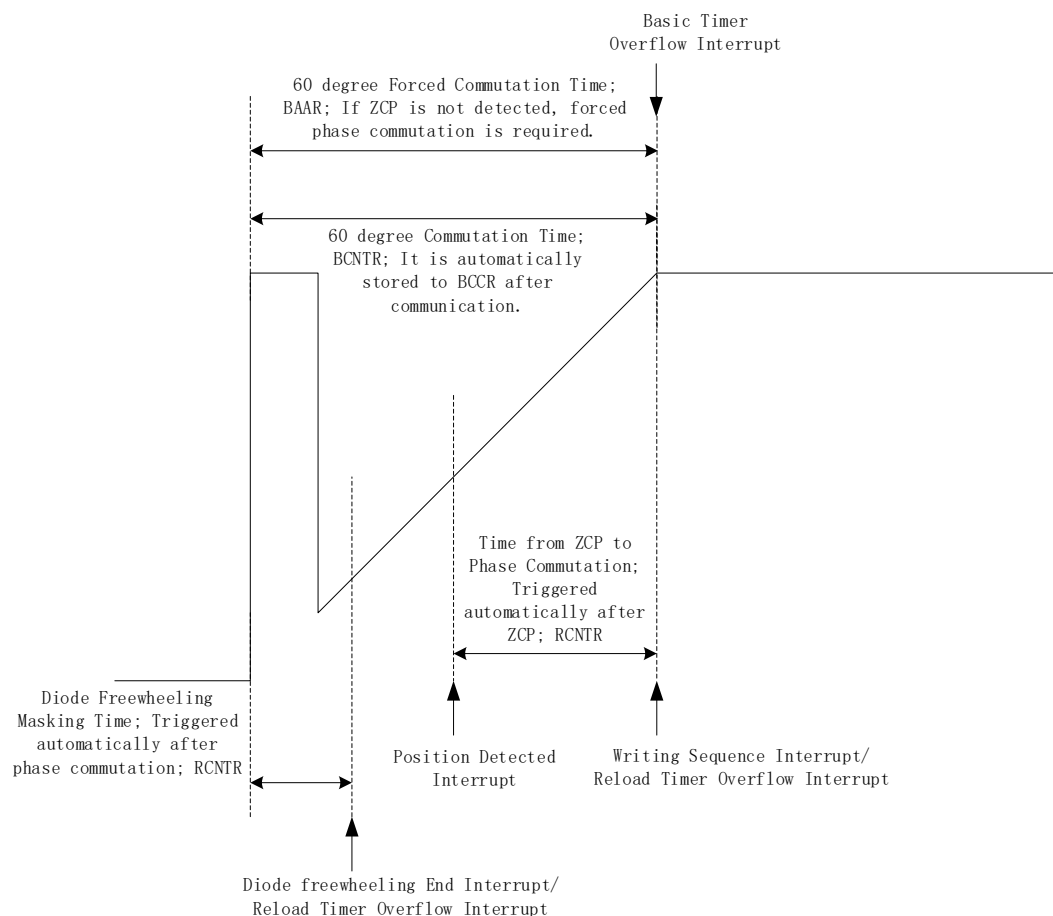 Basic Timer
Overflow Interrupt
60 degree Forced Commutation Time;
BAAR; If ZCP is not detected, forced
phase commutation is required.
60 degree Commutation Time;
BCNTR; It is automatically
stored to BCCR after
communication.
Time from ZCP to
Phase Commutation;
Triggered
automatically after
ZCP; RCNTR
Diode Freewheeling
Masking Time; Triggered
automatically after
phase commutation; RCNTR
Position Detected
Interrupt
Writing Sequence Interrupt/
Reload Timer Overflow Interrupt
Diode freewheeling End Interrupt/
Reload Timer Overflow Interrupt